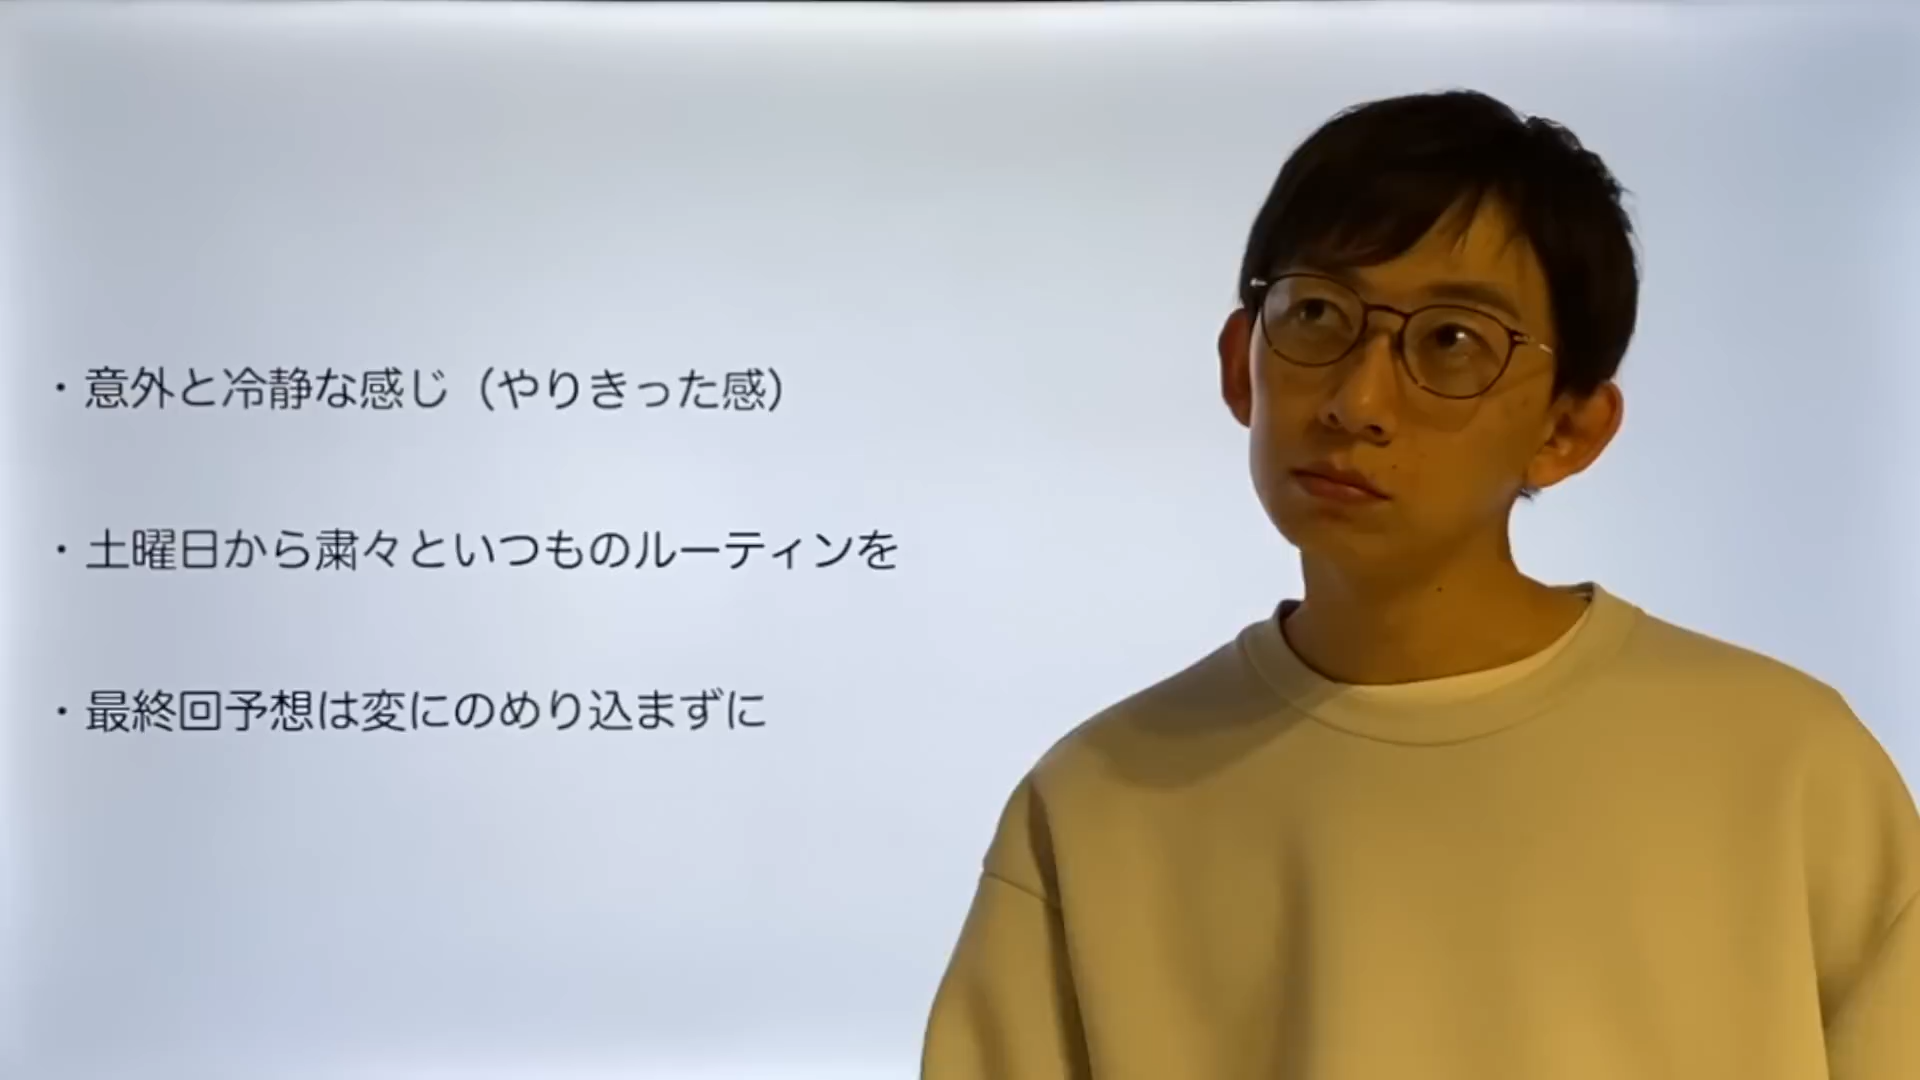 ・意外と冷静な感じ（やりきった感）
・土曜日から粛々といつものルーティンを
・最終回予想は変にのめり込まずに